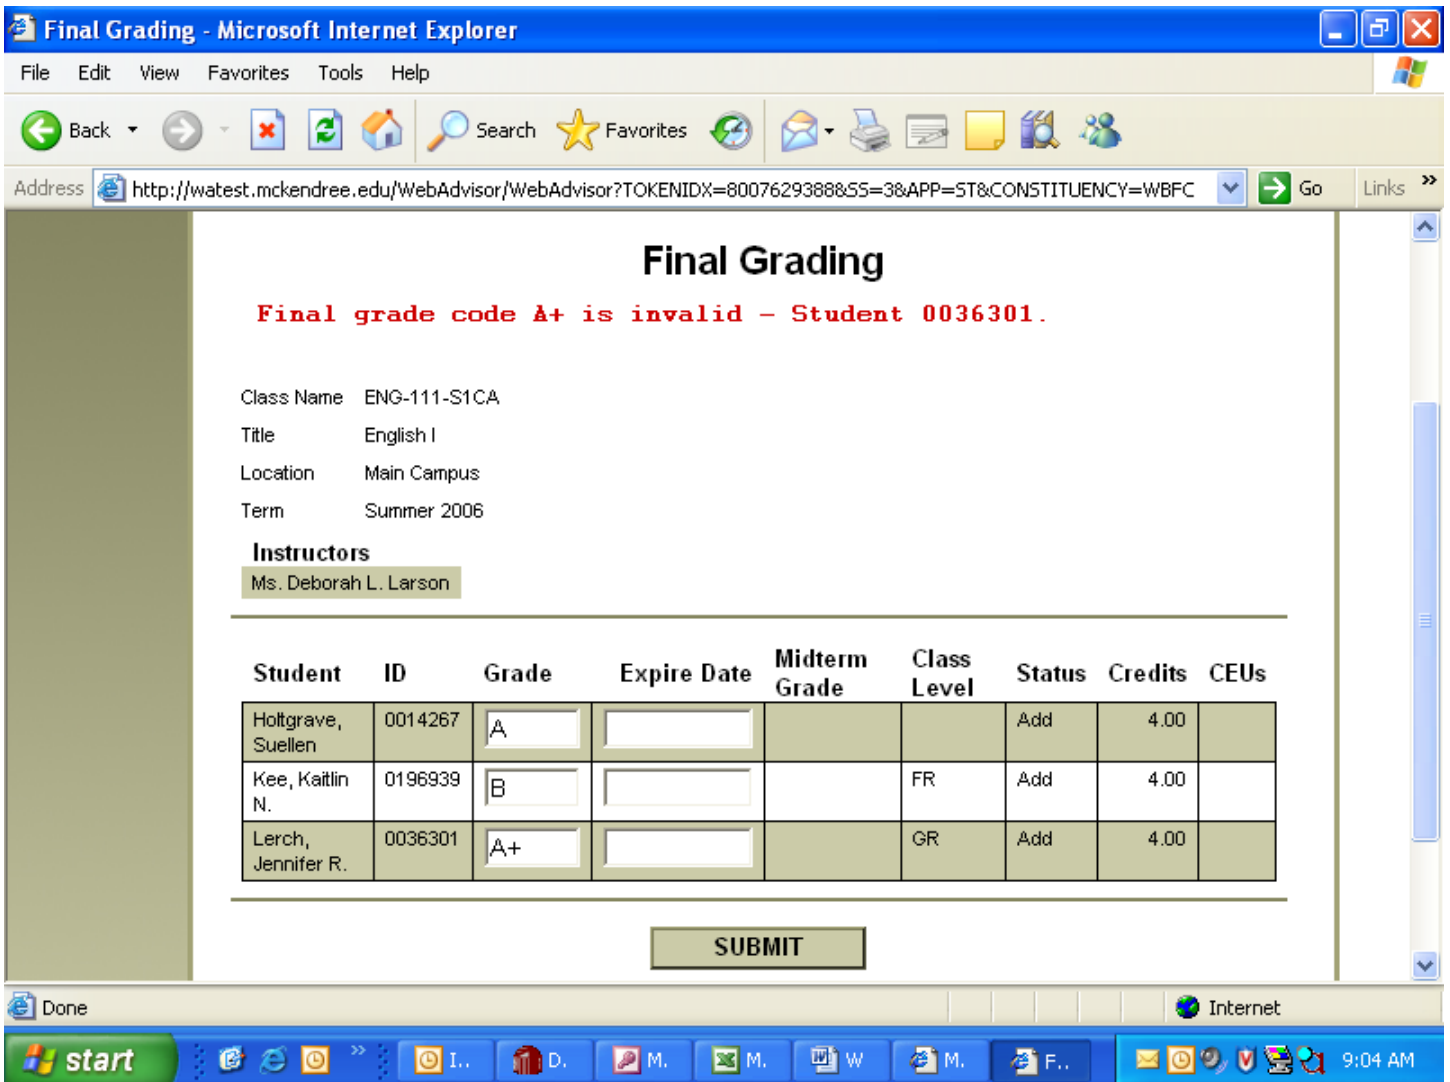 Final Grading - Microsoft Internet Explorer
File Edit View Favorites Tools Help
Back Search Favorites
Address http://watest.mckendree.edu/WebAdvisor/WebAdvisor?TOKENIDX=8007629388&SS=3&APP=ST&CONSTITUENCY=WBFC Go Links »
Final Grading
Final grade code A+ is invalid – Student 0036301.
Class Name ENG-111-S1CA
Title English I
Location Main Campus
Term Summer 2006
Instructors
Ms. Deborah L. Larson
Student ID Grade Expire Date Midterm Grade Class Level Status Credits CEUs
Holtgrave, Suellen 0014267 A Add 4.00
Kee, Kaitlin N. 0196939 B FR Add 4.00
Lerch, Jennifer R. 0036301 A+ GR Add 4.00
SUBMIT
Done Internet
start » I.. D. M. M. W M. F.. 9:04 AM